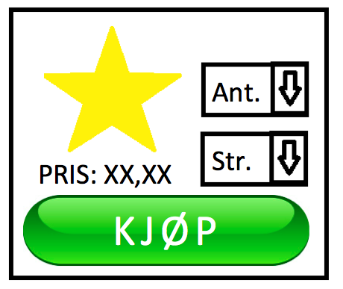 Ant.
Str.
PRIS: XX,XX
KJØP